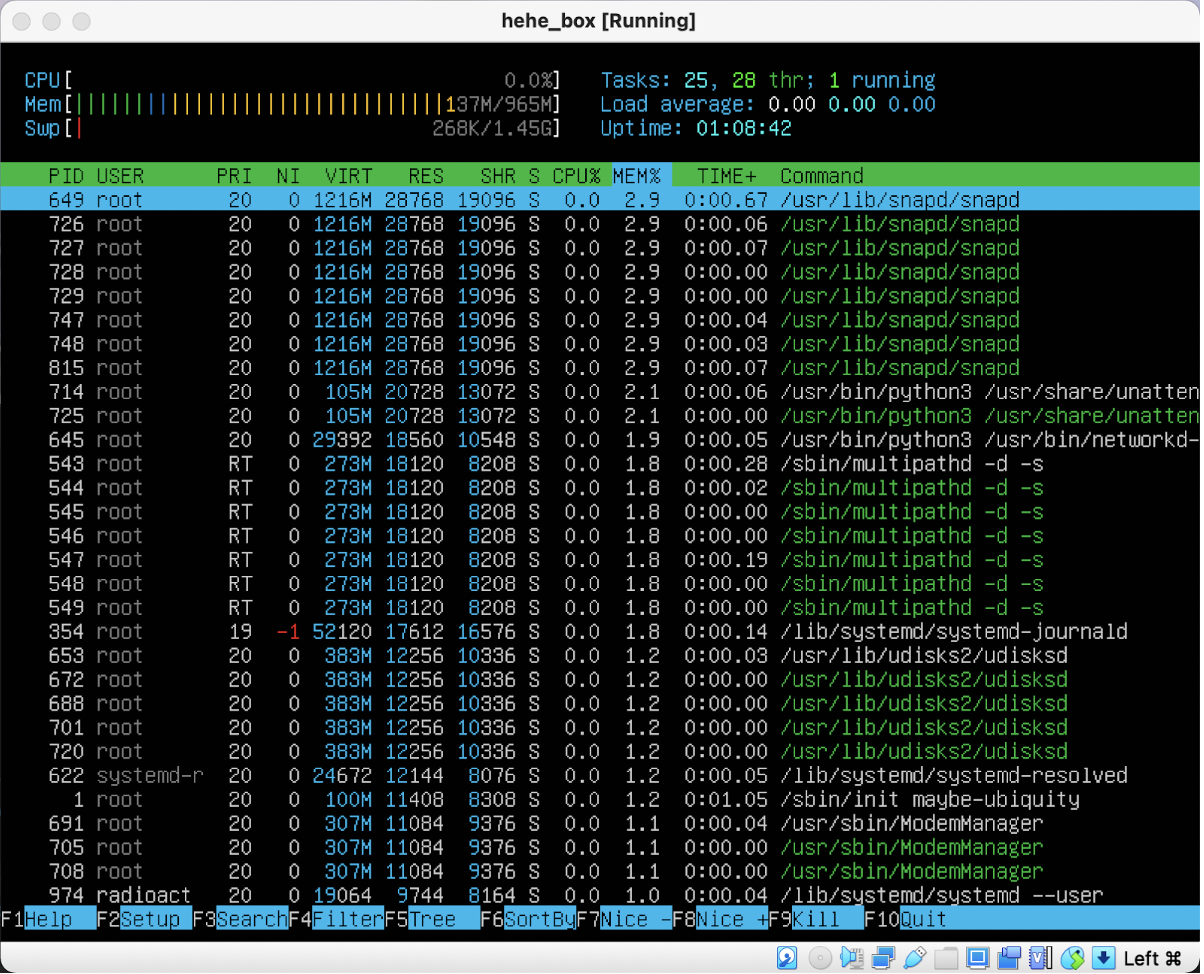 hehe_box [Running]
CPU[ 0.0%] Tasks: 25, 28 thr; 1 running
Mem[||||||||||||||||||||||||||||||137M/965M] Load average: 0.00 0.00 0.00
Swp[| 268K/1.45G] Uptime: 01:08:42
PID USER PRI NI VIRT RES SHR S CPU% MEM% TIME+ Command
649 root 20 0 1216M 28768 19096 S 0.0 2.9 0:00.67 /usr/lib/snapd/snapd
726 root 20 0 1216M 28768 19096 S 0.0 2.9 0:00.06 /usr/lib/snapd/snapd
727 root 20 0 1216M 28768 19096 S 0.0 2.9 0:00.07 /usr/lib/snapd/snapd
728 root 20 0 1216M 28768 19096 S 0.0 2.9 0:00.00 /usr/lib/snapd/snapd
729 root 20 0 1216M 28768 19096 S 0.0 2.9 0:00.00 /usr/lib/snapd/snapd
747 root 20 0 1216M 28768 19096 S 0.0 2.9 0:00.04 /usr/lib/snapd/snapd
748 root 20 0 1216M 28768 19096 S 0.0 2.9 0:00.03 /usr/lib/snapd/snapd
815 root 20 0 1216M 28768 19096 S 0.0 2.9 0:00.07 /usr/lib/snapd/snapd
714 root 20 0 105M 20728 13072 S 0.0 2.1 0:00.06 /usr/bin/python3 /usr/share/unatten
725 root 20 0 105M 20728 13072 S 0.0 2.1 0:00.00 /usr/bin/python3 /usr/share/unatten
645 root 20 0 29392 18560 10548 S 0.0 1.9 0:00.05 /usr/bin/python3 /usr/bin/networkd-
543 root RT 0 273M 18120 8208 S 0.0 1.8 0:00.28 /sbin/multipathd -d -s
544 root RT 0 273M 18120 8208 S 0.0 1.8 0:00.02 /sbin/multipathd -d -s
545 root RT 0 273M 18120 8208 S 0.0 1.8 0:00.00 /sbin/multipathd -d -s
546 root RT 0 273M 18120 8208 S 0.0 1.8 0:00.00 /sbin/multipathd -d -s
547 root RT 0 273M 18120 8208 S 0.0 1.8 0:00.19 /sbin/multipathd -d -s
548 root RT 0 273M 18120 8208 S 0.0 1.8 0:00.00 /sbin/multipathd -d -s
549 root RT 0 273M 18120 8208 S 0.0 1.8 0:00.00 /sbin/multipathd -d -s
354 root 19 -1 52120 17612 16576 S 0.0 1.8 0:00.14 /lib/systemd/systemd-journald
653 root 20 0 383M 12256 10336 S 0.0 1.2 0:00.03 /usr/lib/udisks2/udisksd
672 root 20 0 383M 12256 10336 S 0.0 1.2 0:00.00 /usr/lib/udisks2/udisksd
688 root 20 0 383M 12256 10336 S 0.0 1.2 0:00.00 /usr/lib/udisks2/udisksd
701 root 20 0 383M 12256 10336 S 0.0 1.2 0:00.00 /usr/lib/udisks2/udisksd
720 root 20 0 383M 12256 10336 S 0.0 1.2 0:00.00 /usr/lib/udisks2/udisksd
622 systemd-r 20 0 24672 12144 8076 S 0.0 1.2 0:00.05 /lib/systemd/systemd-resolved
1 root 20 0 100M 11408 8308 S 0.0 1.2 0:01.05 /sbin/init maybe-ubiquity
691 root 20 0 307M 11084 9376 S 0.0 1.1 0:00.04 /usr/sbin/ModemManager
705 root 20 0 307M 11084 9376 S 0.0 1.1 0:00.00 /usr/sbin/ModemManager
708 root 20 0 307M 11084 9376 S 0.0 1.1 0:00.00 /usr/sbin/ModemManager
974 radioact 20 0 19064 9744 8164 S 0.0 1.0 0:00.04 /lib/systemd/systemd --user
F1Help F2Setup F3SearchF4FilterF5Tree F6SortByF7Nice -F8Nice +F9Kill F10Quit
Left ⌘